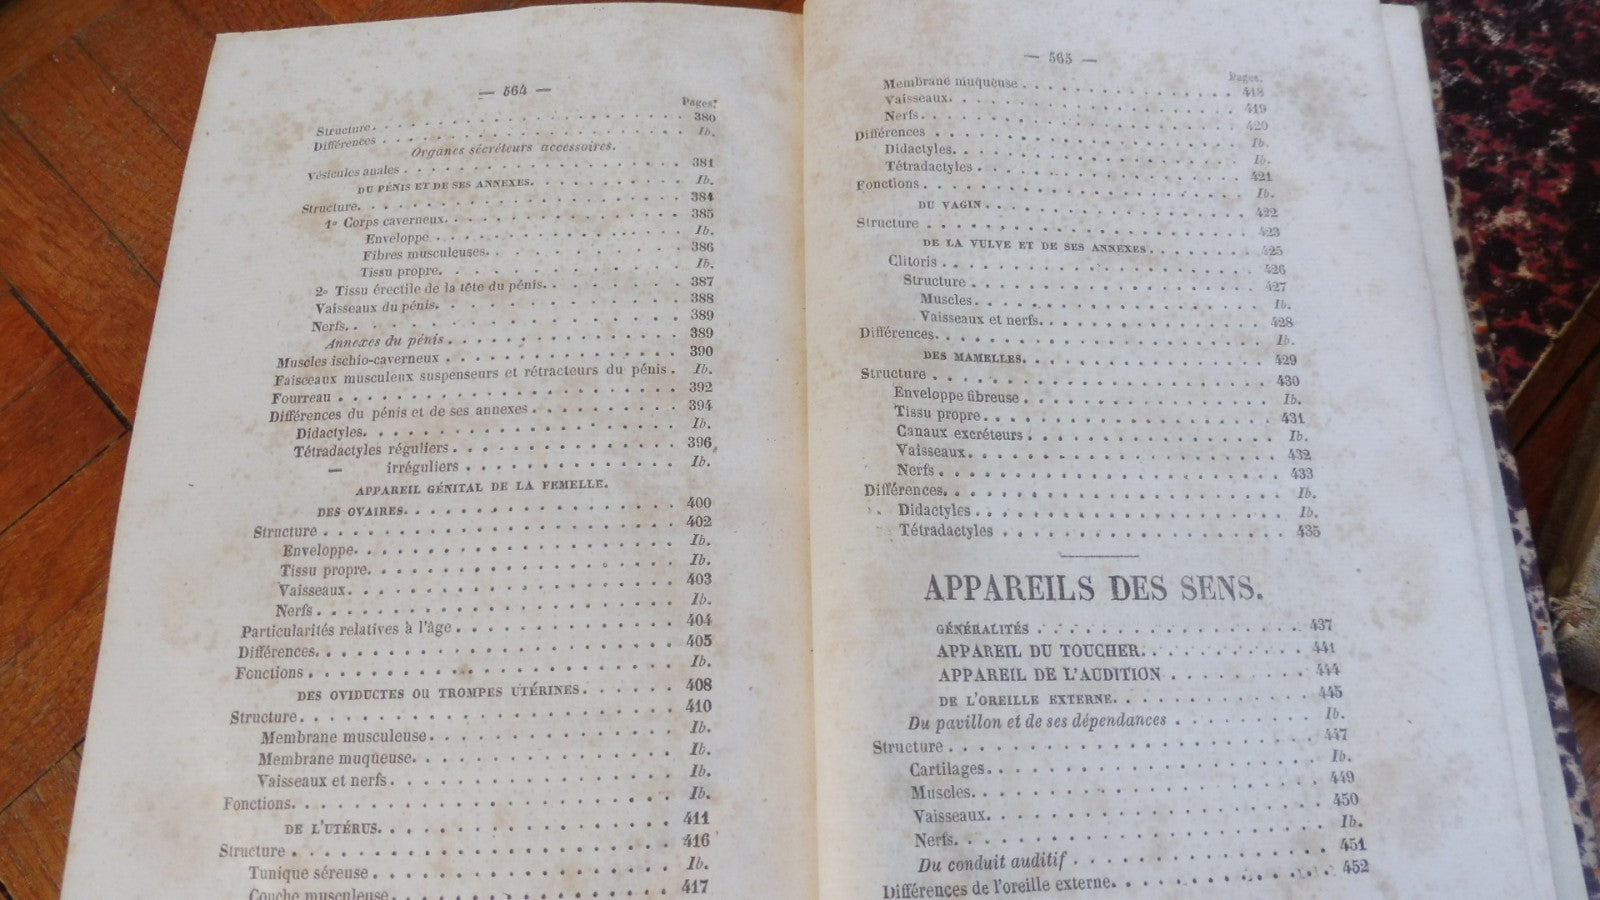 — 564 —
Pages.
Structure. 380
Différences Ib.
Organes sécréteurs accessoires.
Vésicules anales 381
DU PÉNIS ET DE SES ANNEXES. Ib.
Structure. 384
1o Corps caverneux. 385
Enveloppe Ib.
Fibres musculeuses. 386
Tissu propre. Ib.
2o Tissu érectile de la tête du pénis. 387
Vaisseaux du pénis. 388
Nerfs. 389
Annexes du pénis 389
Muscles ischio-caverneux 390
Faisceaux musculeux suspenseurs et rétracteurs du pénis. Ib.
Fourreau 392
Différences du pénis et de ses annexes 394
Didactyles. Ib.
Tétradactyles réguliers 396
— irréguliers Ib.
APPAREIL GÉNITAL DE LA FEMELLE.
DES OVAIRES. 400
Structure 402
Enveloppe. Ib.
Tissu propre. Ib.
Vaisseaux. 403
Nerfs Ib.
Particularités relatives à l'âge 404
Différences. 405
Fonctions Ib.
DES OVIDUCTES OU TROMPES UTÉRINES. 408
Structure. 410
Membrane musculeuse. Ib.
Membrane muqueuse. Ib.
Vaisseaux et nerfs Ib.
Fonctions. Ib.
DE L'UTÉRUS. 411
Structure 416
Tunique séreuse Ib.
Couche musculeuse 417
— 565 —
Pages.
Membrane muqueuse 418
Vaisseaux. 419
Nerfs. 420
Différences Ib.
Didactyles. Ib.
Tétradactyles 421
Fonctions Ib.
DU VAGIN 422
Structure 423
DE LA VULVE ET DE SES ANNEXES 425
Clitoris 426
Structure 427
Muscles. Ib.
Vaisseaux et nerfs. 428
Différences. Ib.
DES MAMELLES. 429
Structure 430
Enveloppe fibreuse Ib.
Tissu propre 431
Canaux excréteurs Ib.
Vaisseaux. 432
Nerfs 433
Différences. Ib.
Didactyles Ib.
Tétradactyles 435
APPAREILS DES SENS.
GÉNÉRALITÉS 437
APPAREIL DU TOUCHER. 441
APPAREIL DE L'AUDITION 444
DE L'OREILLE EXTERNE. 445
Du pavillon et de ses dépendances Ib.
Structure 447
Cartilages. Ib.
Muscles. 449
Vaisseaux. 450
Nerfs. Ib.
Du conduit auditif 451
Différences de l'oreille externe. 452